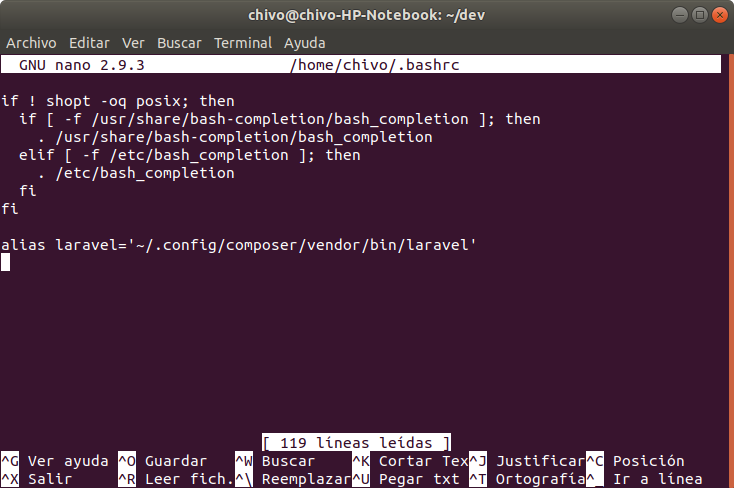 chivo@chivo-HP-Notebook: ~/dev
Archivo Editar Ver Buscar Terminal Ayuda
GNU nano 2.9.3 /home/chivo/.bashrc
if ! shopt -oq posix; then
  if [ -f /usr/share/bash-completion/bash_completion ]; then
    . /usr/share/bash-completion/bash_completion
  elif [ -f /etc/bash_completion ]; then
    . /etc/bash_completion
  fi
fi
alias laravel='~/.config/composer/vendor/bin/laravel'
[ 119 líneas leídas ]
^G Ver ayuda ^O Guardar ^W Buscar ^K Cortar Tex^J Justificar^C Posición
^X Salir ^R Leer fich.^\ Reemplazar^U Pegar txt ^T Ortografía^_ Ir a línea